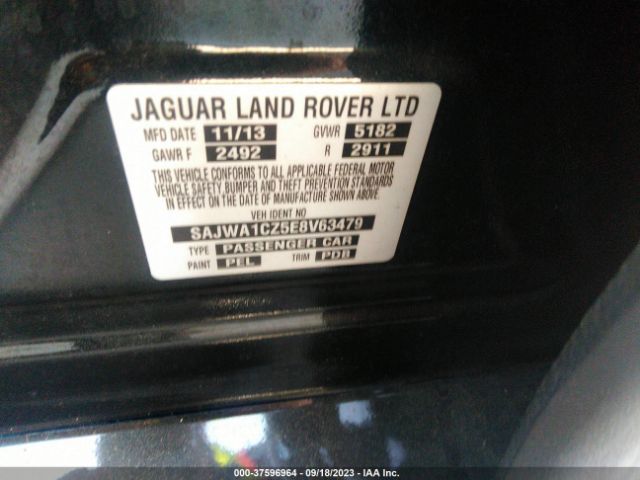 JAGUAR LAND ROVER LTD
MFD DATE 11/13 GVWR 5182
GAWR F 2492 R 2911
THIS VEHICLE CONFORMS TO ALL APPLICABLE FEDERAL MOTOR
VEHICLE SAFETY BUMPER AND THEFT PREVENTION STANDARDS
IN EFFECT ON THE DATE OF MANUFACTURE SHOWN ABOVE.
VEH IDENT NO
SAJWA1CZ5E8V63479
TYPE PASSENGER CAR
PAINT PEL TRIM PDB
000-37596964 - 09/18/2023 - IAA Inc.